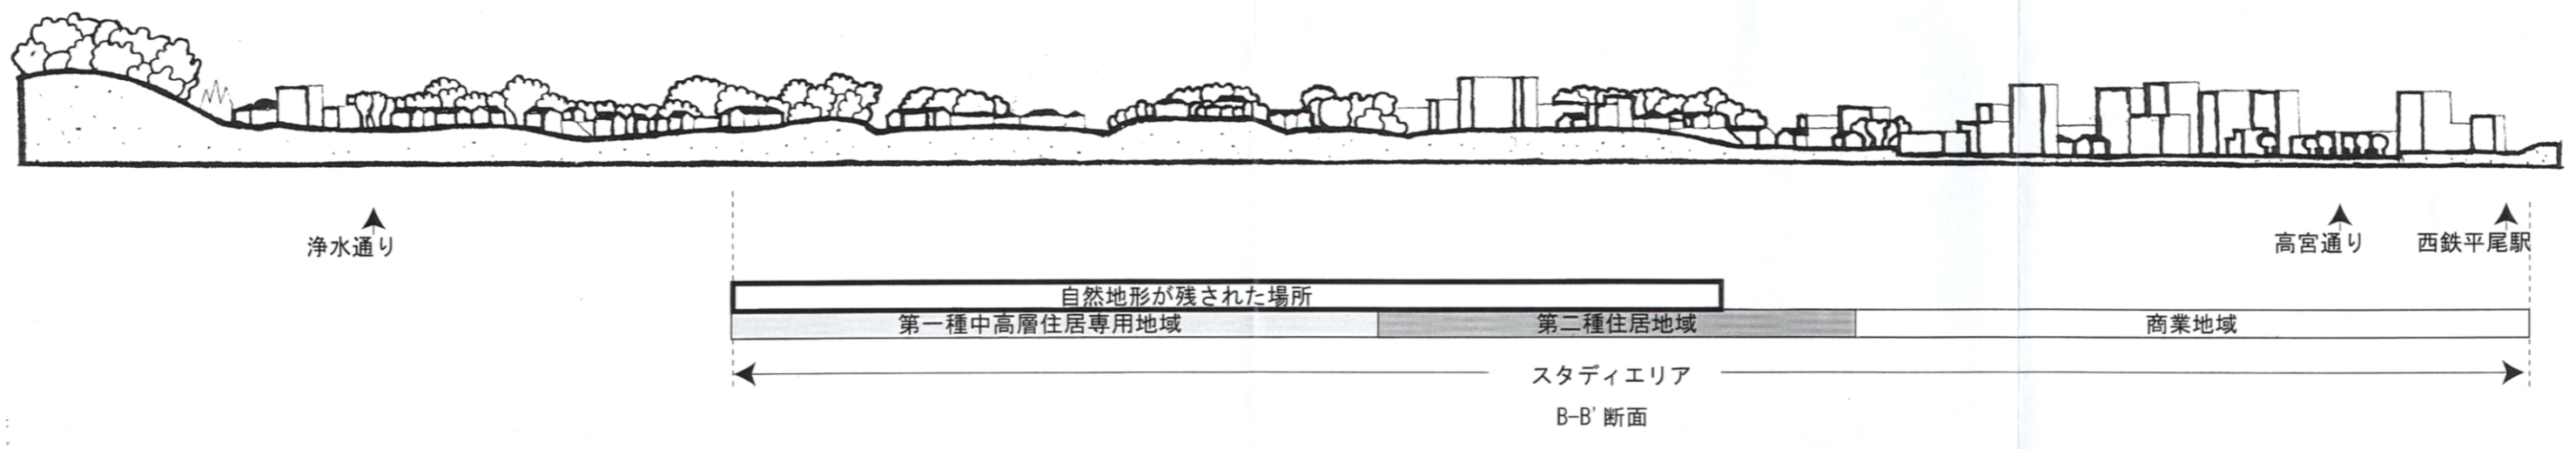 浄水通り
高宮通り
西鉄平尾駅
自然地形が残された場所
第一種中高層住居専用地域
第二種住居地域
商業地域
スタディエリア
B-B' 断面